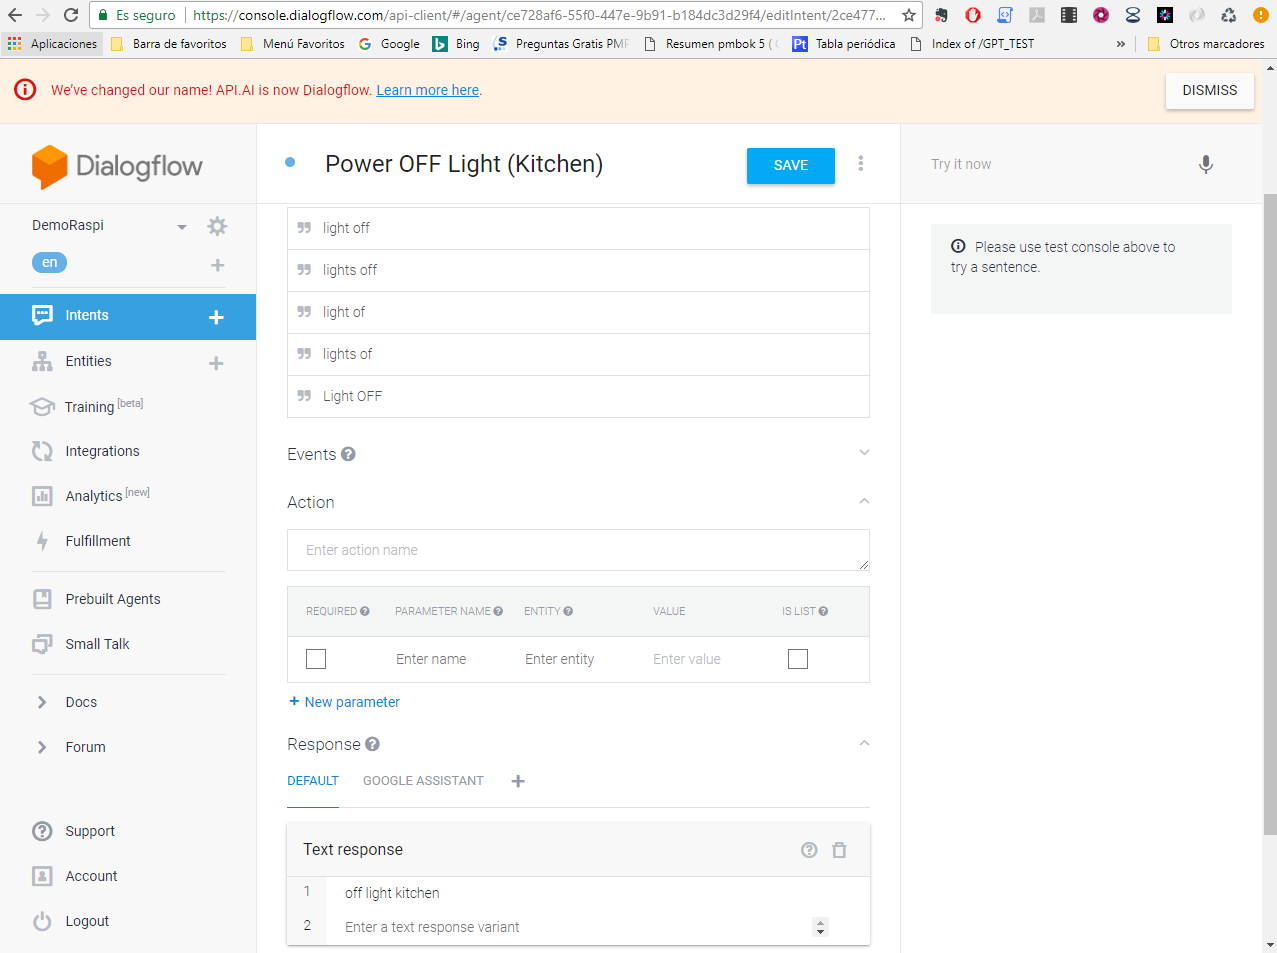 Es seguro https://console.dialogflow.com/api-client/#/agent/ce728af6-55f0-447e-9b91-b184dc3d29f4/editIntent/2ce477...
Aplicaciones Barra de favoritos Menú Favoritos Google Bing Preguntas Gratis PMP Resumen pmbok 5 ( Pt Tabla periódica Index of /GPT_TEST » Otros marcadores
We've changed our name! API.AI is now Dialogflow. Learn more here. DISMISS
Dialogflow
Power OFF Light (Kitchen) SAVE
Try it now
DemoRaspi
en
Intents
Entities
Training [beta]
Integrations
Analytics [new]
Fulfillment
Prebuilt Agents
Small Talk
Docs
Forum
Support
Account
Logout
light off
lights off
light of
lights of
Light OFF
Events
Action
Enter action name
REQUIRED PARAMETER NAME ENTITY VALUE IS LIST
Enter name Enter entity Enter value
+ New parameter
Response
DEFAULT GOOGLE ASSISTANT +
Text response
1 off light kitchen
2 Enter a text response variant
Please use test console above to
try a sentence.